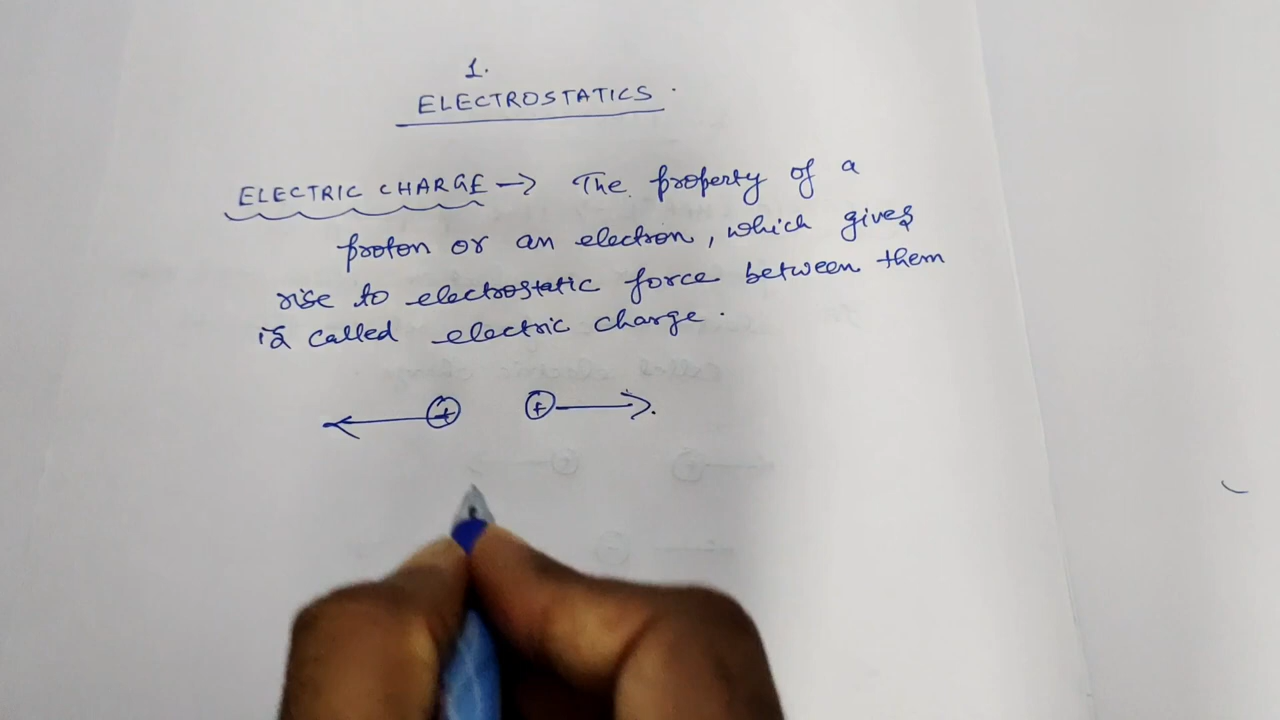 1.
ELECTROSTATICS.
ELECTRIC CHARGE → The property of a
proton or an electron, which gives
rise to electrostatic force between them
is called electric charge.
+ +